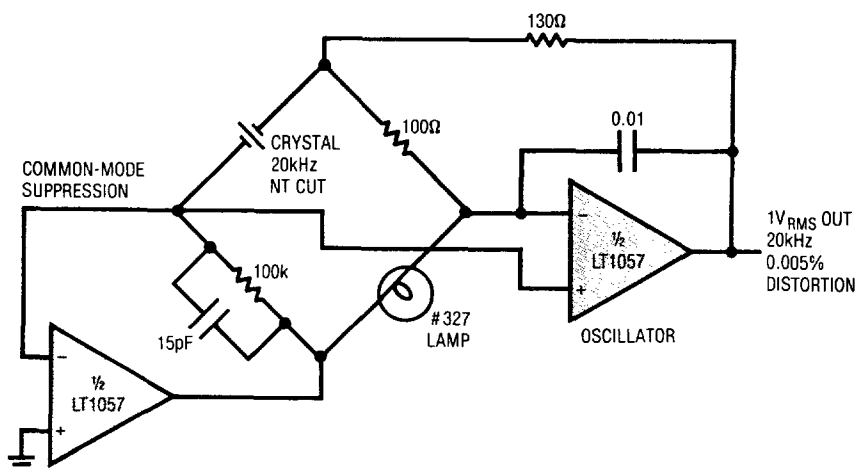 130Ω
100Ω
0.01
CRYSTAL
20kHz
NT CUT
COMMON-MODE
SUPPRESSION
−
½
LT1057
+
1V_RMS OUT
20kHz
0.005%
DISTORTION
100k
15pF
#327
LAMP
OSCILLATOR
−
½
LT1057
+